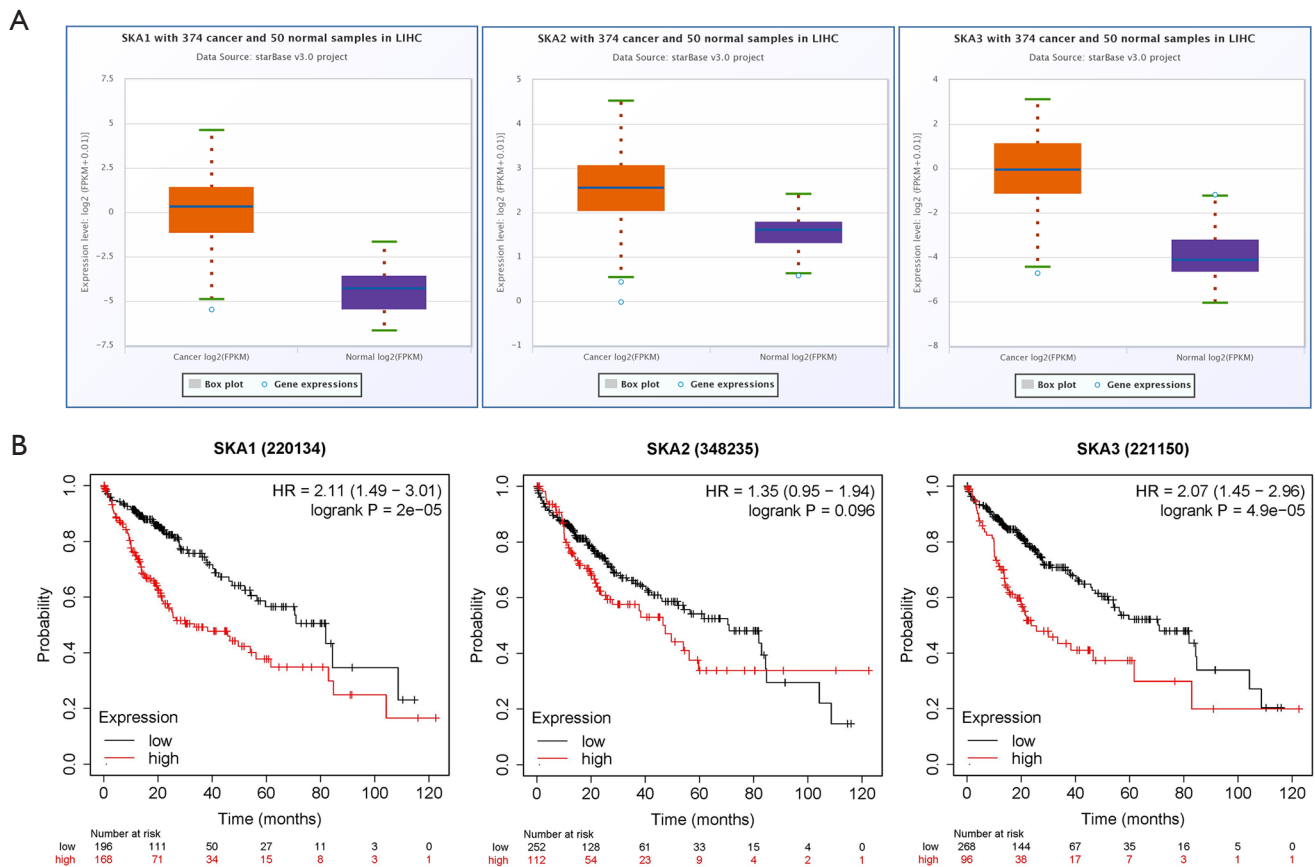 A
SKA1 with 374 cancer and 50 normal samples in LIHC
Data Source: starBase v3.0 project
Expression level: log2 (FPKM+0.01)]
7.5
5
2.5
0
−2.5
−5
−7.5
Cancer log2(FPKM)
Normal log2(FPKM)
Box plot
Gene expressions
SKA2 with 374 cancer and 50 normal samples in LIHC
Data Source: starBase v3.0 project
Expression level: log2 (FPKM+0.01)]
5
4
3
2
1
0
−1
Cancer log2(FPKM)
Normal log2(FPKM)
Box plot
Gene expressions
SKA3 with 374 cancer and 50 normal samples in LIHC
Data Source: starBase v3.0 project
Expression level: log2 (FPKM+0.01)]
4
2
0
−2
−4
−6
−8
Cancer log2(FPKM)
Normal log2(FPKM)
Box plot
Gene expressions
B
SKA1 (220134)
HR = 2.11 (1.49 − 3.01)
logrank P = 2e−05
Probability
1.0
0.8
0.6
0.4
0.2
0.0
Expression
low
high
0 20 40 60 80 100 120
Time (months)
Number at risk
low 196 111 50 27 11 3 0
high 168 71 34 15 8 3 1
SKA2 (348235)
HR = 1.35 (0.95 − 1.94)
logrank P = 0.096
Probability
1.0
0.8
0.6
0.4
0.2
0.0
Expression
low
high
0 20 40 60 80 100 120
Time (months)
Number at risk
low 252 128 61 33 15 4 0
high 112 54 23 9 4 2 1
SKA3 (221150)
HR = 2.07 (1.45 − 2.96)
logrank P = 4.9e−05
Probability
1.0
0.8
0.6
0.4
0.2
0.0
Expression
low
high
0 20 40 60 80 100 120
Time (months)
Number at risk
low 268 144 67 35 16 5 0
high 96 38 17 7 3 1 1